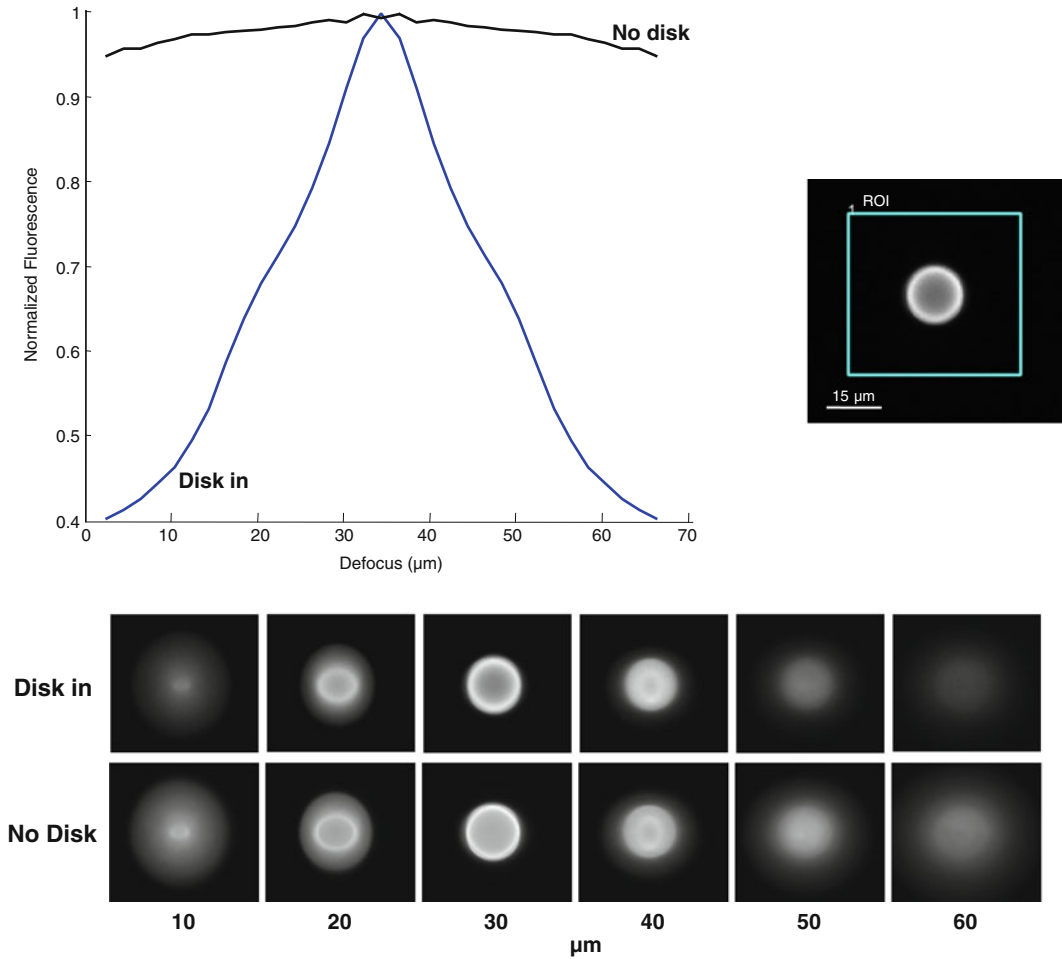 1
0.9
0.8
0.7
0.6
0.5
0.4
Normalized Fluorescence
No disk
Disk in
0 10 20 30 40 50 60 70
Defocus (µm)
1 ROI
15 µm
Disk in
No Disk
10 20 30 40 50 60
µm